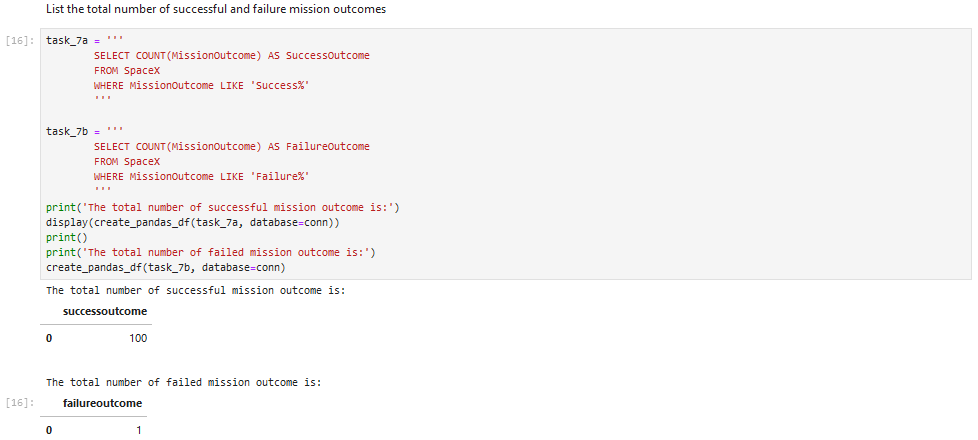 List the total number of successful and failure mission outcomes
[16]: task_7a = '''
SELECT COUNT(MissionOutcome) AS SuccessOutcome
FROM SpaceX
WHERE MissionOutcome LIKE 'Success%'
'''
task_7b = '''
SELECT COUNT(MissionOutcome) AS FailureOutcome
FROM SpaceX
WHERE MissionOutcome LIKE 'Failure%'
'''
print('The total number of successful mission outcome is:')
display(create_pandas_df(task_7a, database=conn))
print()
print('The total number of failed mission outcome is:')
create_pandas_df(task_7b, database=conn)
The total number of successful mission outcome is:
successoutcome
0 100
The total number of failed mission outcome is:
[16]: failureoutcome
0 1